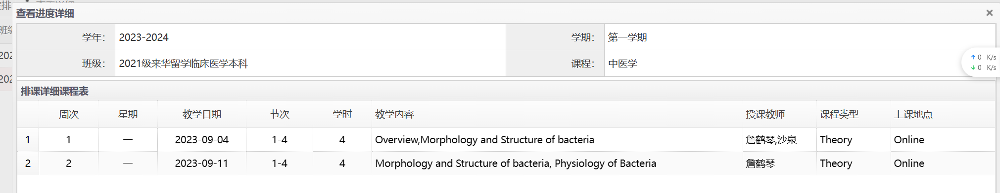 查看进度详细
学年： 2023-2024 学期： 第一学期
班级： 2021级来华留学临床医学本科 课程： 中医学
↑ 0 K/s
↓ 0 K/s
排课详细课程表
周次 星期 教学日期 节次 学时 教学内容 授课教师 课程类型 上课地点
1 1 一 2023-09-04 1-4 4 Overview,Morphology and Structure of bacteria 詹鹤琴,沙泉 Theory Online
2 2 一 2023-09-11 1-4 4 Morphology and Structure of bacteria, Physiology of Bacteria 詹鹤琴 Theory Online